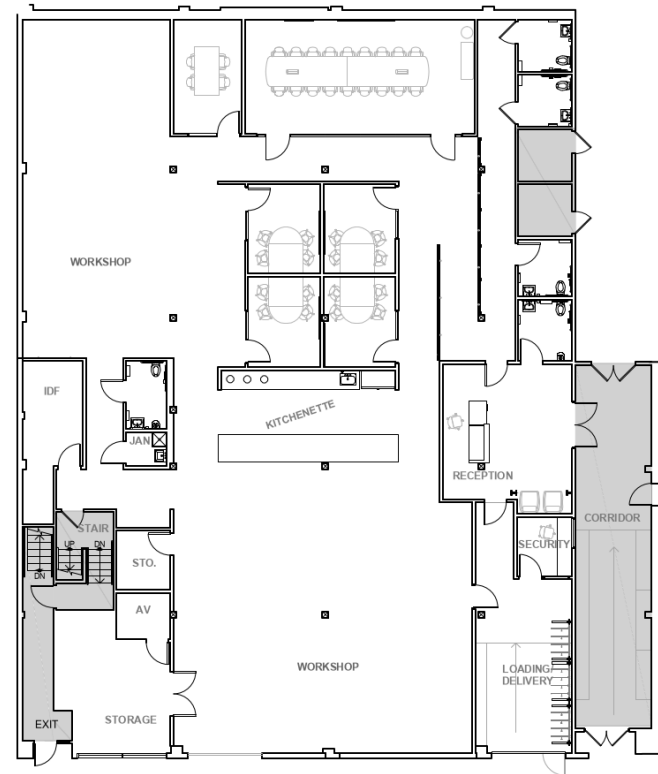 WORKSHOP
IDF
KITCHENETTE
JAN
RECEPTION
STAIR
UP
DN
DN
CORRIDOR
SECURITY
STO.
AV
WORKSHOP
LOADING/
DELIVERY
STORAGE
EXIT